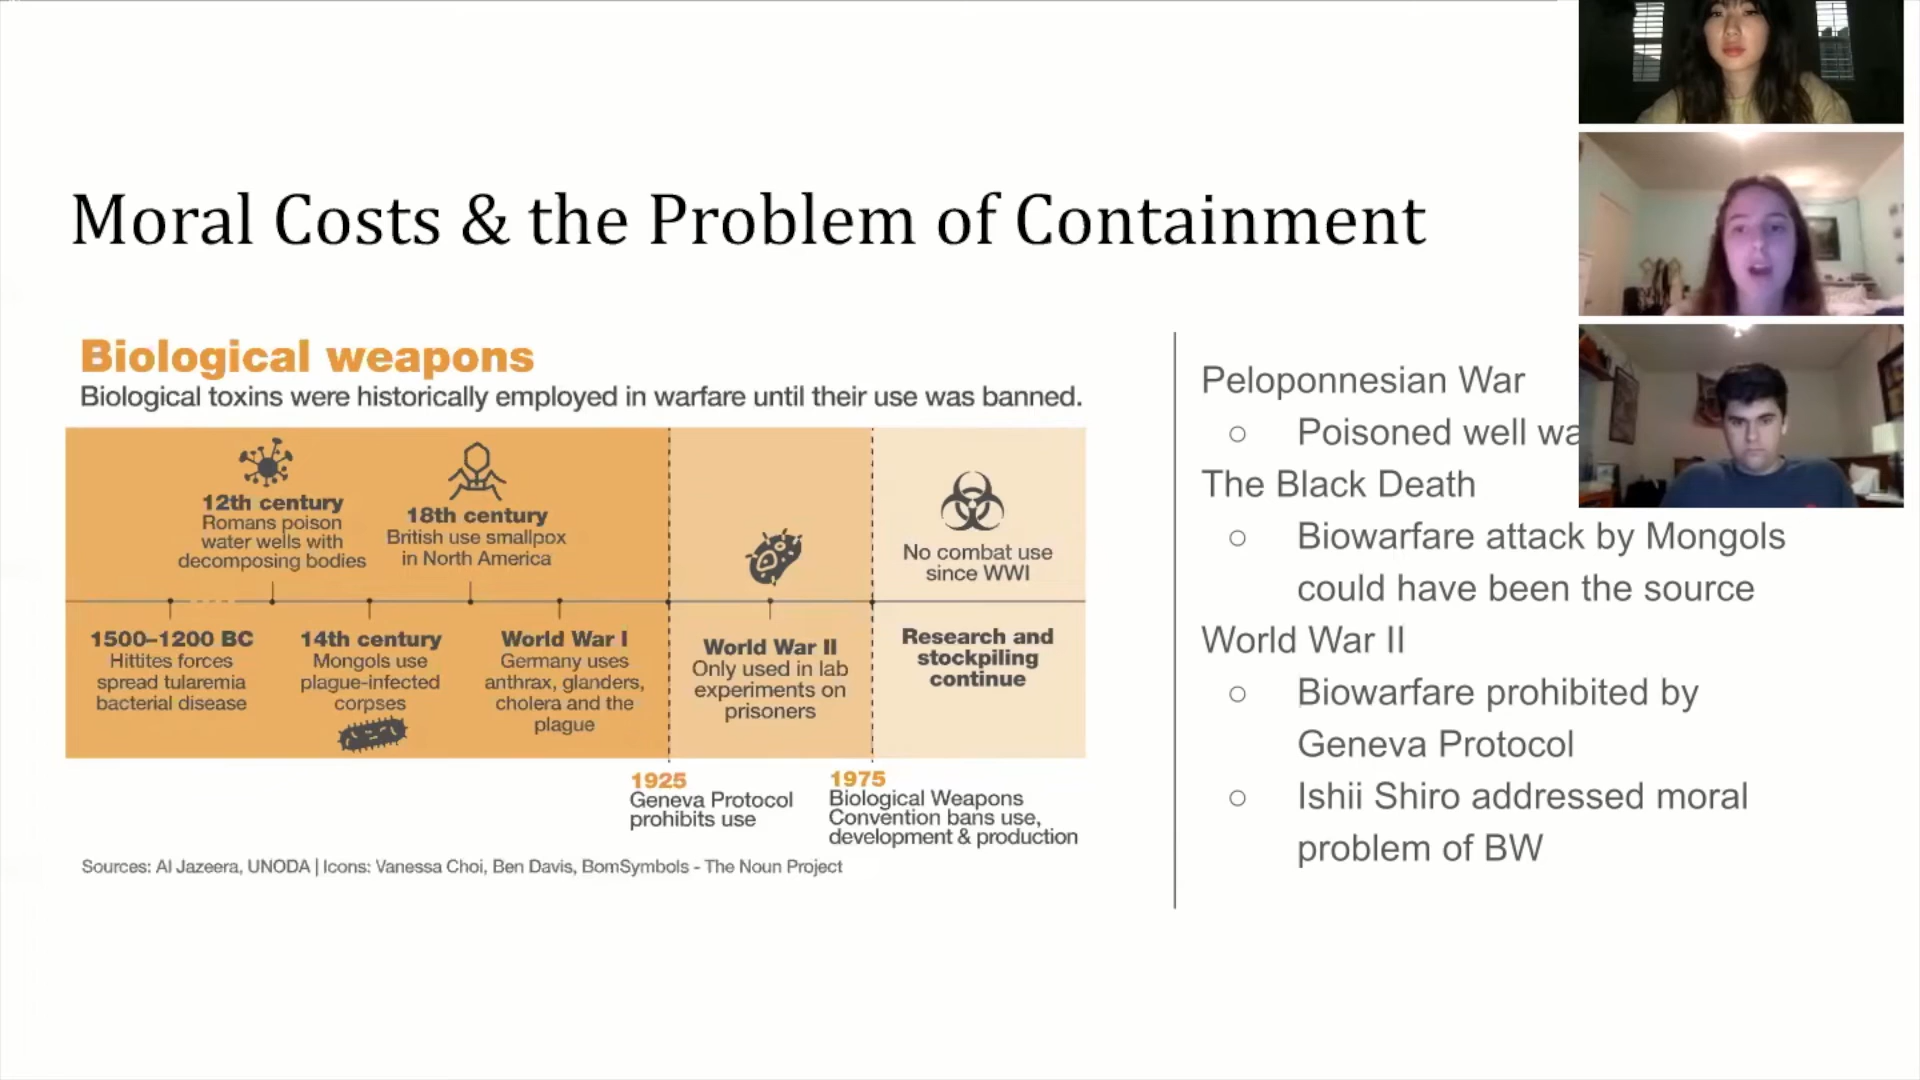 Moral Costs & the Problem of Containment
Biological weapons
Biological toxins were historically employed in warfare until their use was banned.
12th century
Romans poison
water wells with
decomposing bodies
18th century
British use smallpox
in North America
No combat use
since WWI
1500–1200 BC
Hittites forces
spread tularemia
bacterial disease
14th century
Mongols use
plague-infected
corpses
World War I
Germany uses
anthrax, glanders,
cholera and the
plague
World War II
Only used in lab
experiments on
prisoners
Research and
stockpiling
continue
1925
Geneva Protocol
prohibits use
1975
Biological Weapons
Convention bans use,
development & production
Sources: Al Jazeera, UNODA | Icons: Vanessa Choi, Ben Davis, BomSymbols - The Noun Project
Peloponnesian War
○ Poisoned well
The Black Death
○ Biowarfare attack by Mongols
could have been the source
World War II
○ Biowarfare prohibited by
Geneva Protocol
○ Ishii Shiro addressed moral
problem of BW